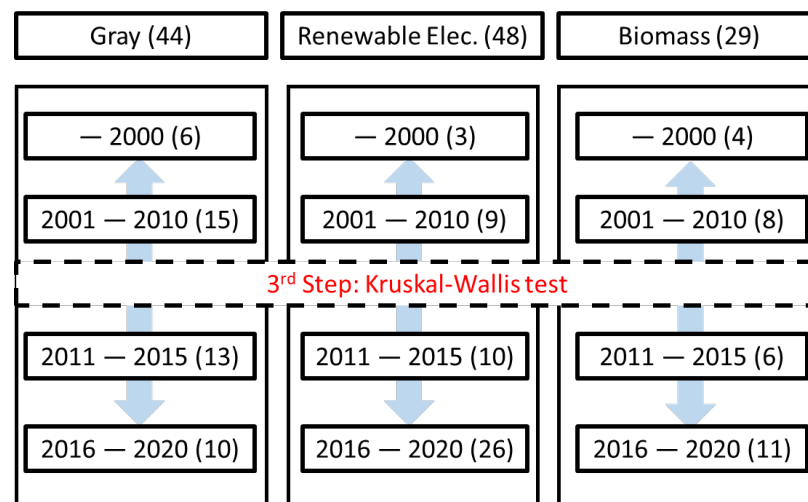 Gray (44)
Renewable Elec. (48)
Biomass (29)
— 2000 (6)
— 2000 (3)
— 2000 (4)
2001 — 2010 (15)
2001 — 2010 (9)
2001 — 2010 (8)
3rd Step: Kruskal-Wallis test
2011 — 2015 (13)
2011 — 2015 (10)
2011 — 2015 (6)
2016 — 2020 (10)
2016 — 2020 (26)
2016 — 2020 (11)